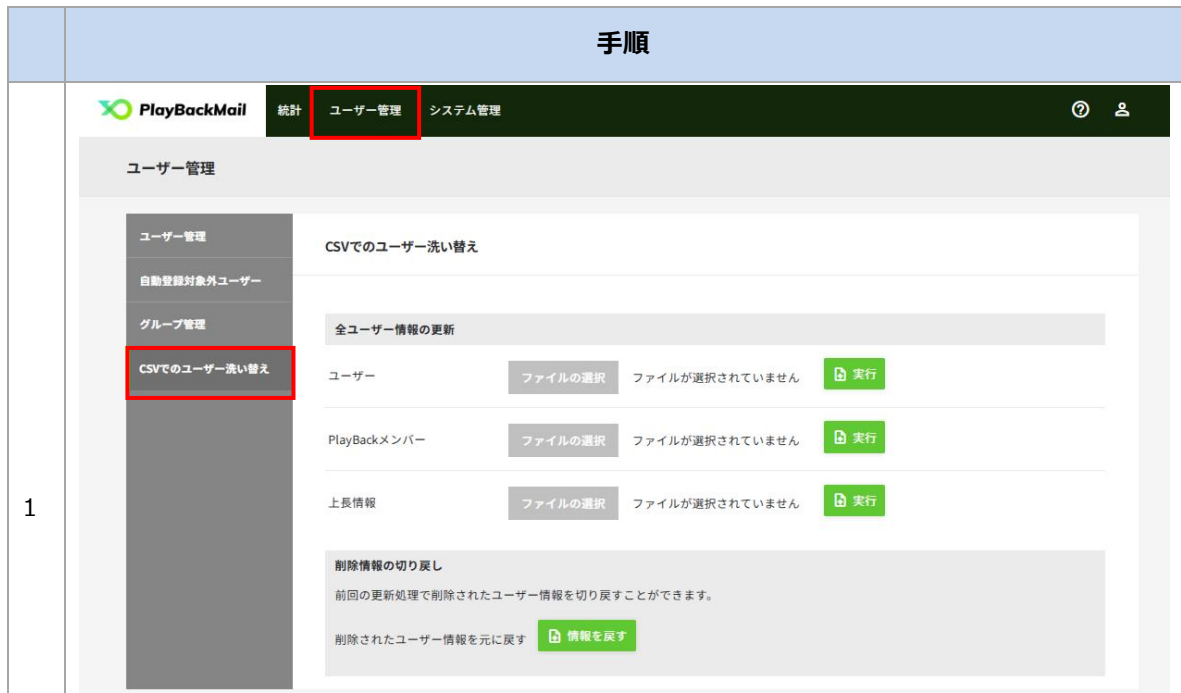 手順
1
PlayBackMail 統計 ユーザー管理 システム管理
ユーザー管理
ユーザー管理
自動登録対象外ユーザー
グループ管理
CSVでのユーザー洗い替え
CSVでのユーザー洗い替え
全ユーザー情報の更新
ユーザー ファイルの選択 ファイルが選択されていません 実行
PlayBackメンバー ファイルの選択 ファイルが選択されていません 実行
上長情報 ファイルの選択 ファイルが選択されていません 実行
削除情報の切り戻し
前回の更新処理で削除されたユーザー情報を切り戻すことができます。
削除されたユーザー情報を元に戻す 情報を戻す